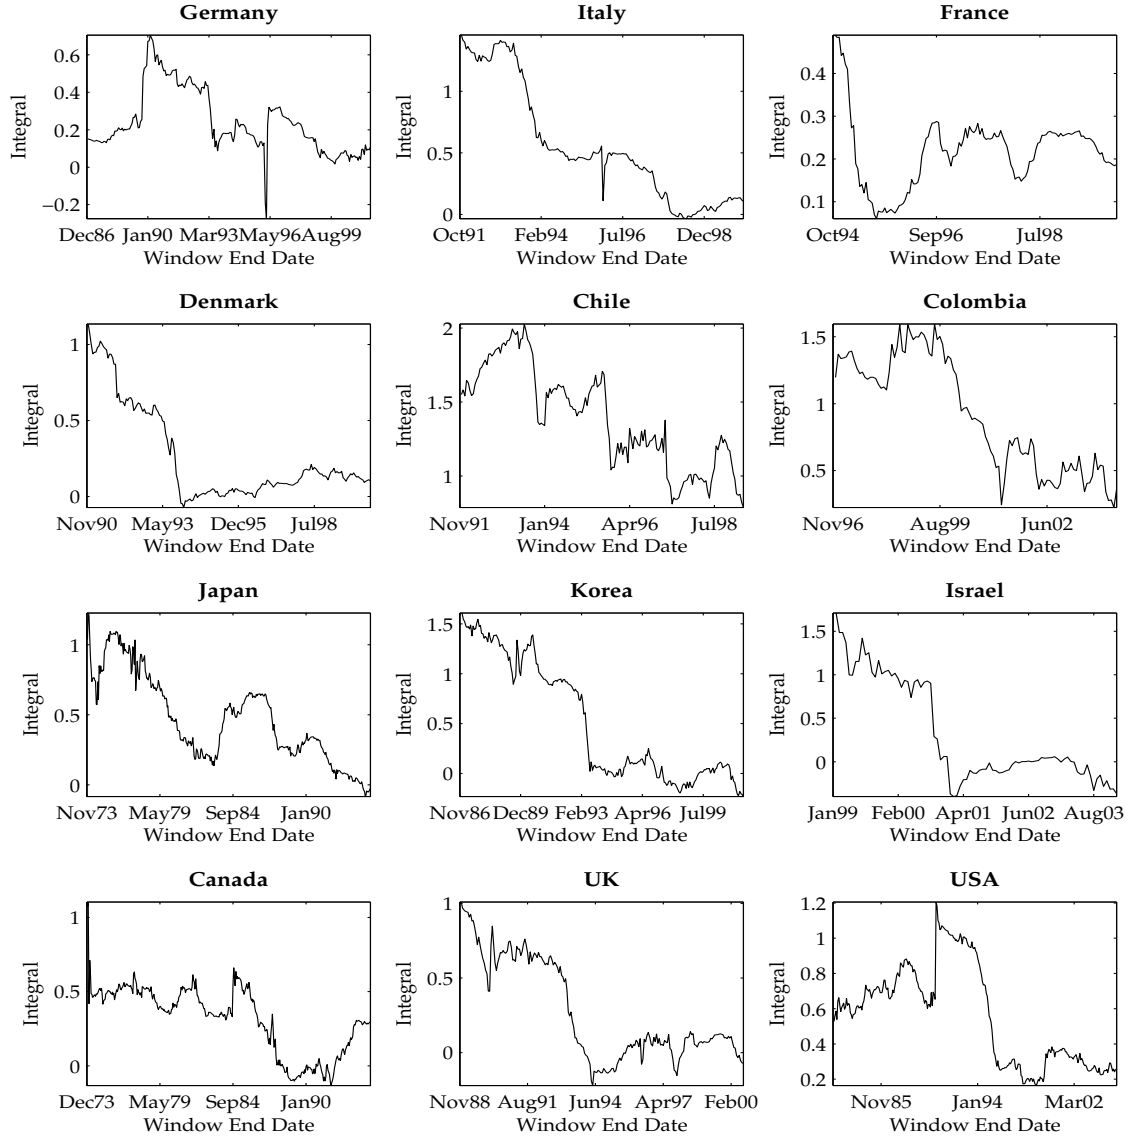 Germany
Italy
France
Integral
0.6
0.4
0.2
0
−0.2
Dec86 Jan90 Mar93 May96 Aug99
Window End Date
Integral
1
0.5
0
Oct91 Feb94 Jul96 Dec98
Window End Date
Integral
0.4
0.3
0.2
0.1
Oct94 Sep96 Jul98
Window End Date
Denmark
Chile
Colombia
Integral
1
0.5
0
Nov90 May93 Dec95 Jul98
Window End Date
Integral
2
1.5
1
Nov91 Jan94 Apr96 Jul98
Window End Date
Integral
1.5
1
0.5
Nov96 Aug99 Jun02
Window End Date
Japan
Korea
Israel
Integral
1
0.5
0
Nov73 May79 Sep84 Jan90
Window End Date
Integral
1.5
1
0.5
0
Nov86 Dec89 Feb93 Apr96 Jul99
Window End Date
Integral
1.5
1
0.5
0
Jan99 Feb00 Apr01 Jun02 Aug03
Window End Date
Canada
UK
USA
Integral
1
0.5
0
Dec73 May79 Sep84 Jan90
Window End Date
Integral
1
0.5
0
Nov88 Aug91 Jun94 Apr97 Feb00
Window End Date
Integral
1.2
1
0.8
0.6
0.4
0.2
Nov85 Jan94 Mar02
Window End Date